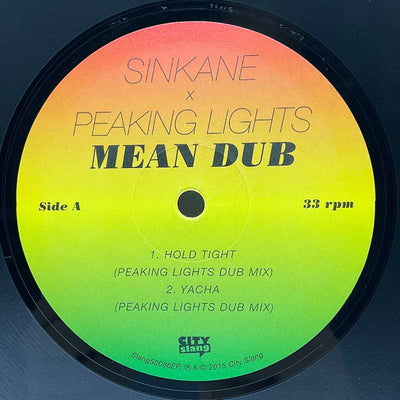 SINKANE
x
PEAKING LIGHTS
MEAN DUB
Side A
33 rpm
1. HOLD TIGHT
(PEAKING LIGHTS DUB MIX)
2. YACHA
(PEAKING LIGHTS DUB MIX)
CITY
slang
Slang50086EP, ℗ & © 2015 City Slang